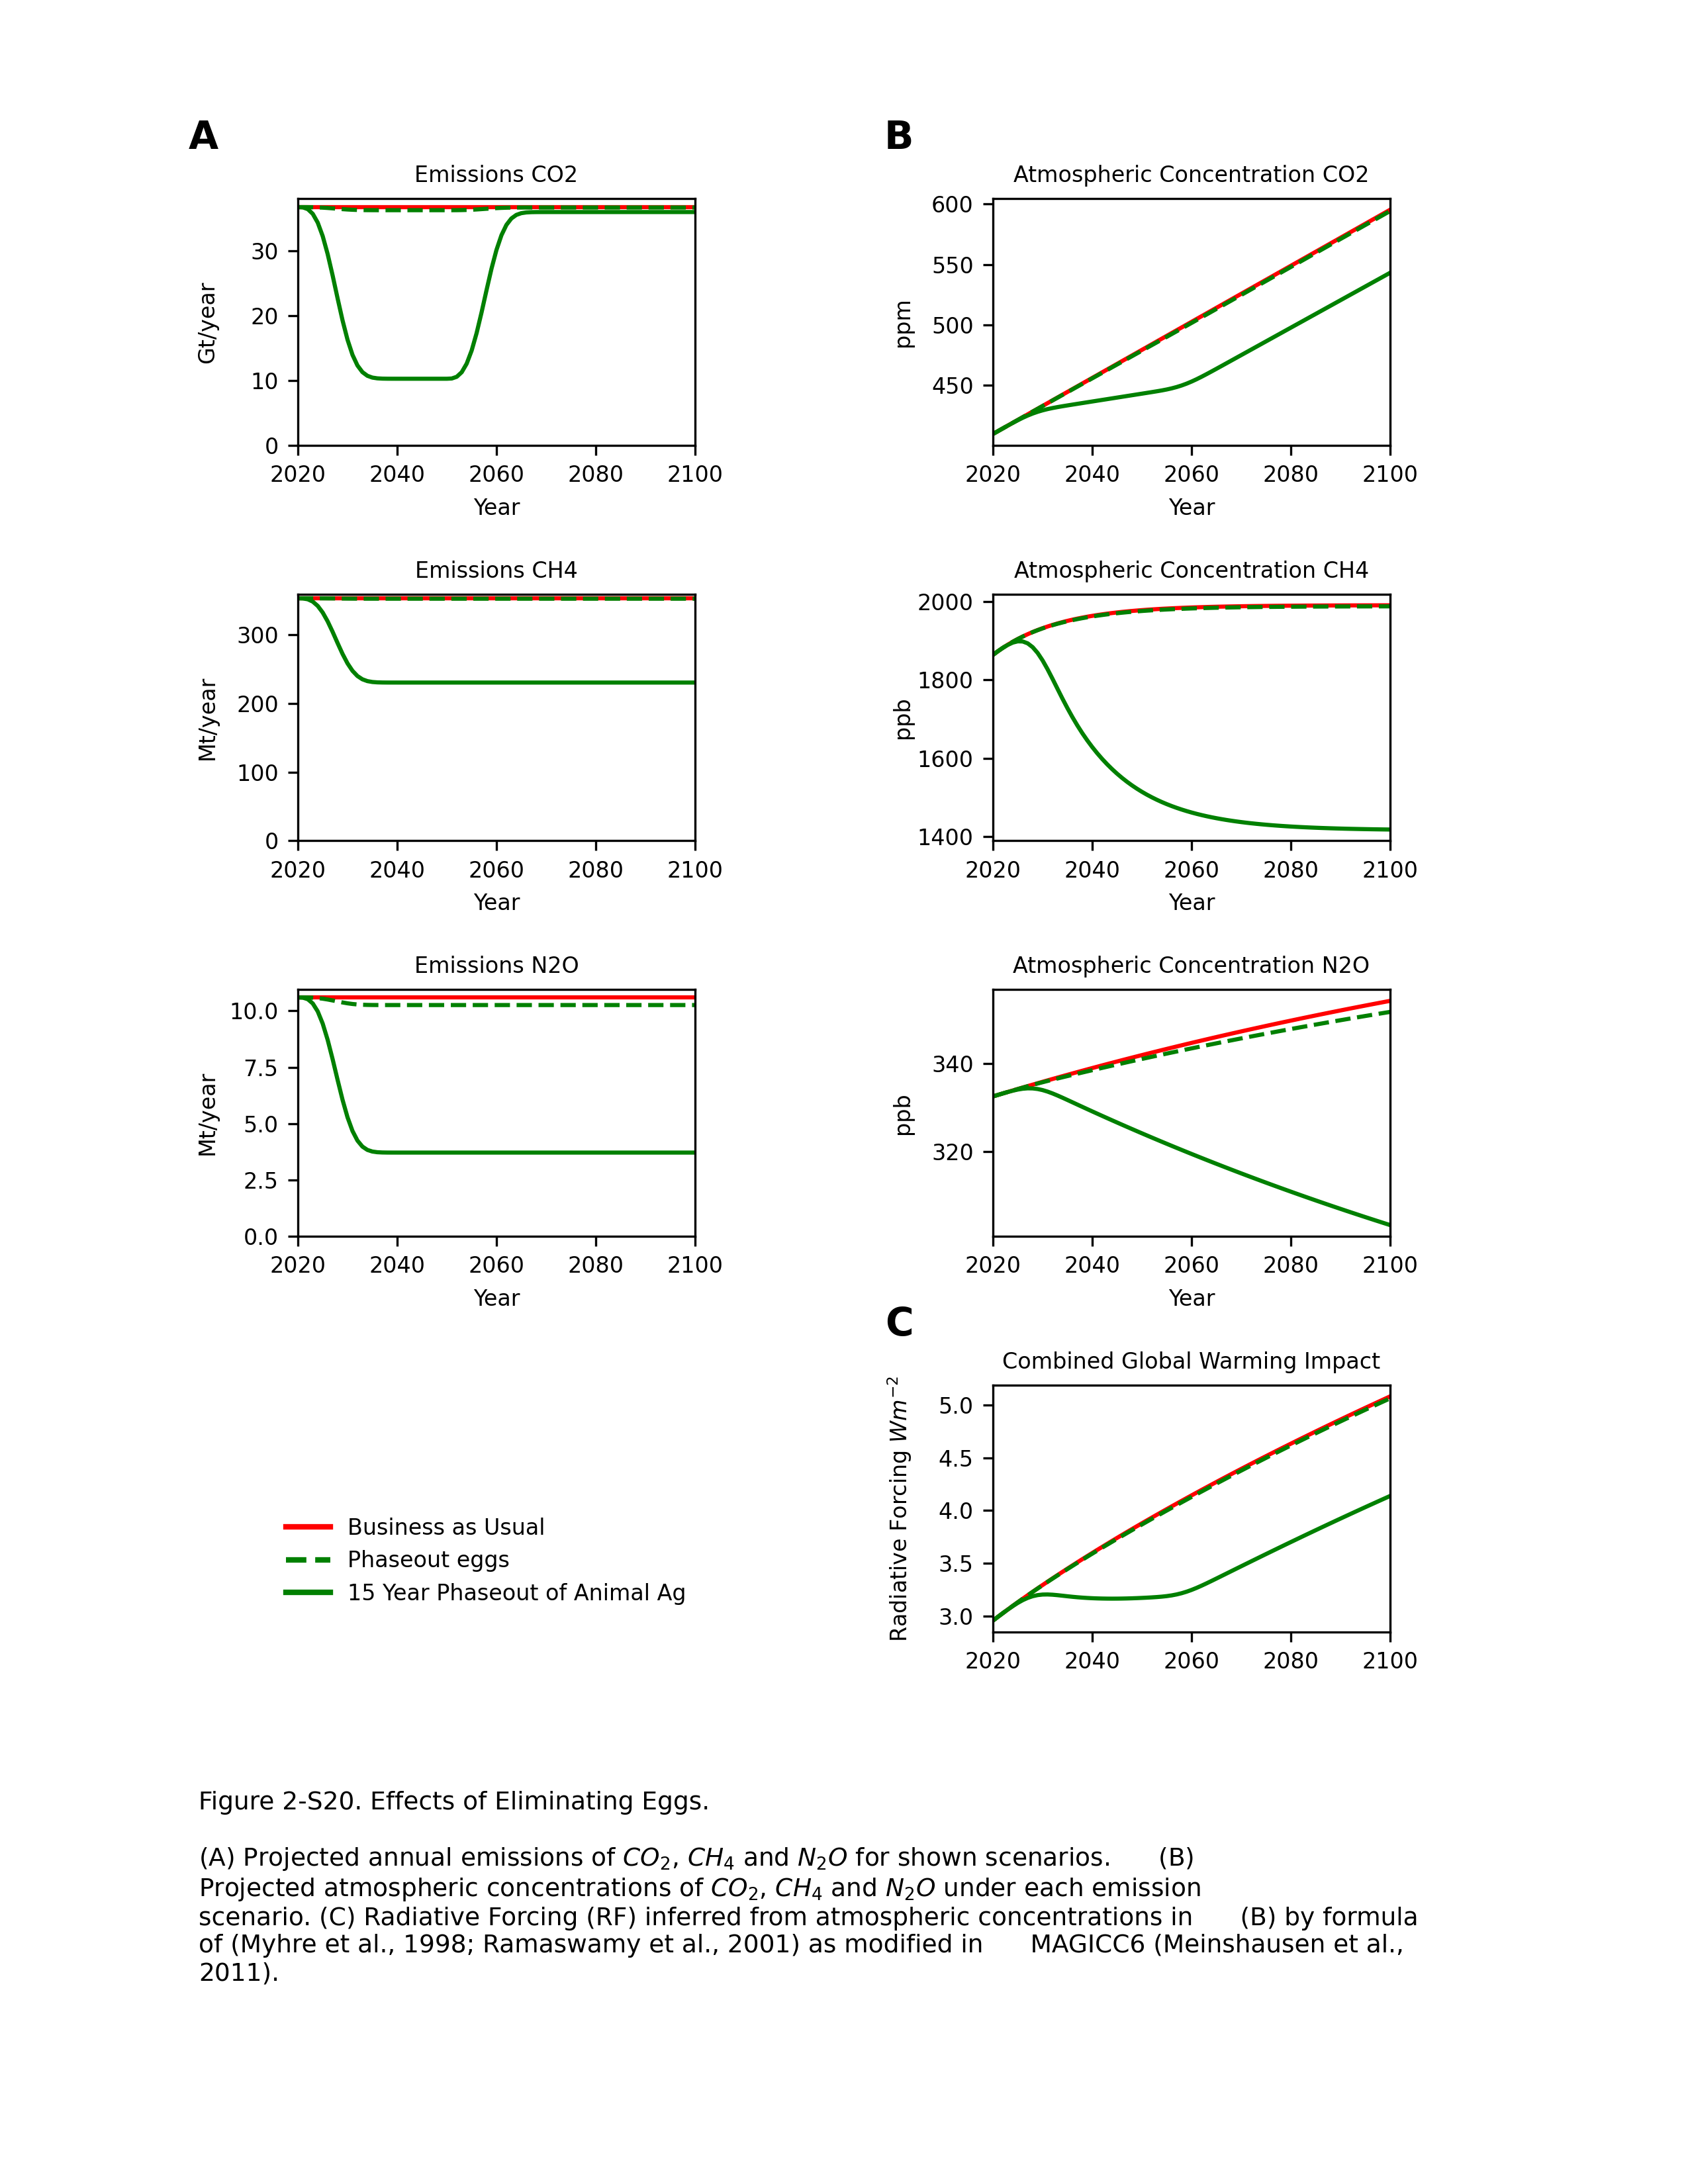 A
Emissions CO2
30
20
10
0
Gt/year
2020 2040 2060 2080 2100
Year
Emissions CH4
300
200
100
0
Mt/year
2020 2040 2060 2080 2100
Year
Emissions N2O
10.0
7.5
5.0
2.5
0.0
Mt/year
2020 2040 2060 2080 2100
Year
B
Atmospheric Concentration CO2
600
550
500
450
ppm
2020 2040 2060 2080 2100
Year
Atmospheric Concentration CH4
2000
1800
1600
1400
ppb
2020 2040 2060 2080 2100
Year
Atmospheric Concentration N2O
340
320
ppb
2020 2040 2060 2080 2100
Year
C
Combined Global Warming Impact
5.0
4.5
4.0
3.5
3.0
Radiative Forcing Wm⁻²
2020 2040 2060 2080 2100
Business as Usual
Phaseout eggs
15 Year Phaseout of Animal Ag
Figure 2-S20. Effects of Eliminating Eggs.
(A) Projected annual emissions of CO₂, CH₄ and N₂O for shown scenarios. (B)
Projected atmospheric concentrations of CO₂, CH₄ and N₂O under each emission
scenario. (C) Radiative Forcing (RF) inferred from atmospheric concentrations in (B) by formula
of (Myhre et al., 1998; Ramaswamy et al., 2001) as modified in MAGICC6 (Meinshausen et al.,
2011).